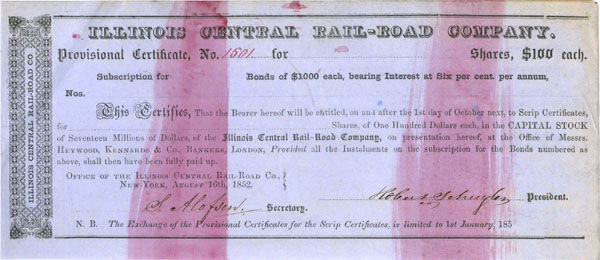 ILLINOIS CENTRAL RAIL-ROAD COMPANY.
Provisional Certificate, No. 1501 for Shares, $100 each.
Subscription for Bonds of $1000 each, bearing Interest at Six per cent. per annum,
Nos.
This Certifies, That the Bearer hereof will be entitled, on and after the 1st day of October next, to Scrip Certificates,
for Shares, of One Hundred Dollars each, in the CAPITAL STOCK
of Seventeen Millions of Dollars, of the Illinois Central Rail-Road Company, on presentation hereof, at the Office of Messrs.
HEYWOOD, KENNARDS & CO., BANKERS, LONDON, Provided all the Instalments on the subscription for the Bonds numbered as
above, shall then have been fully paid up.
OFFICE OF THE ILLINOIS CENTRAL RAIL-ROAD CO.,
NEW-YORK, AUGUST 16th, 1852.
S. Alofsen Secretary.
Robert Schuyler President.
N. B. The Exchange of the Provisional Certificates for the Scrip Certificates, is limited to 1st January, 185
ILLINOIS CENTRAL RAIL-ROAD CO